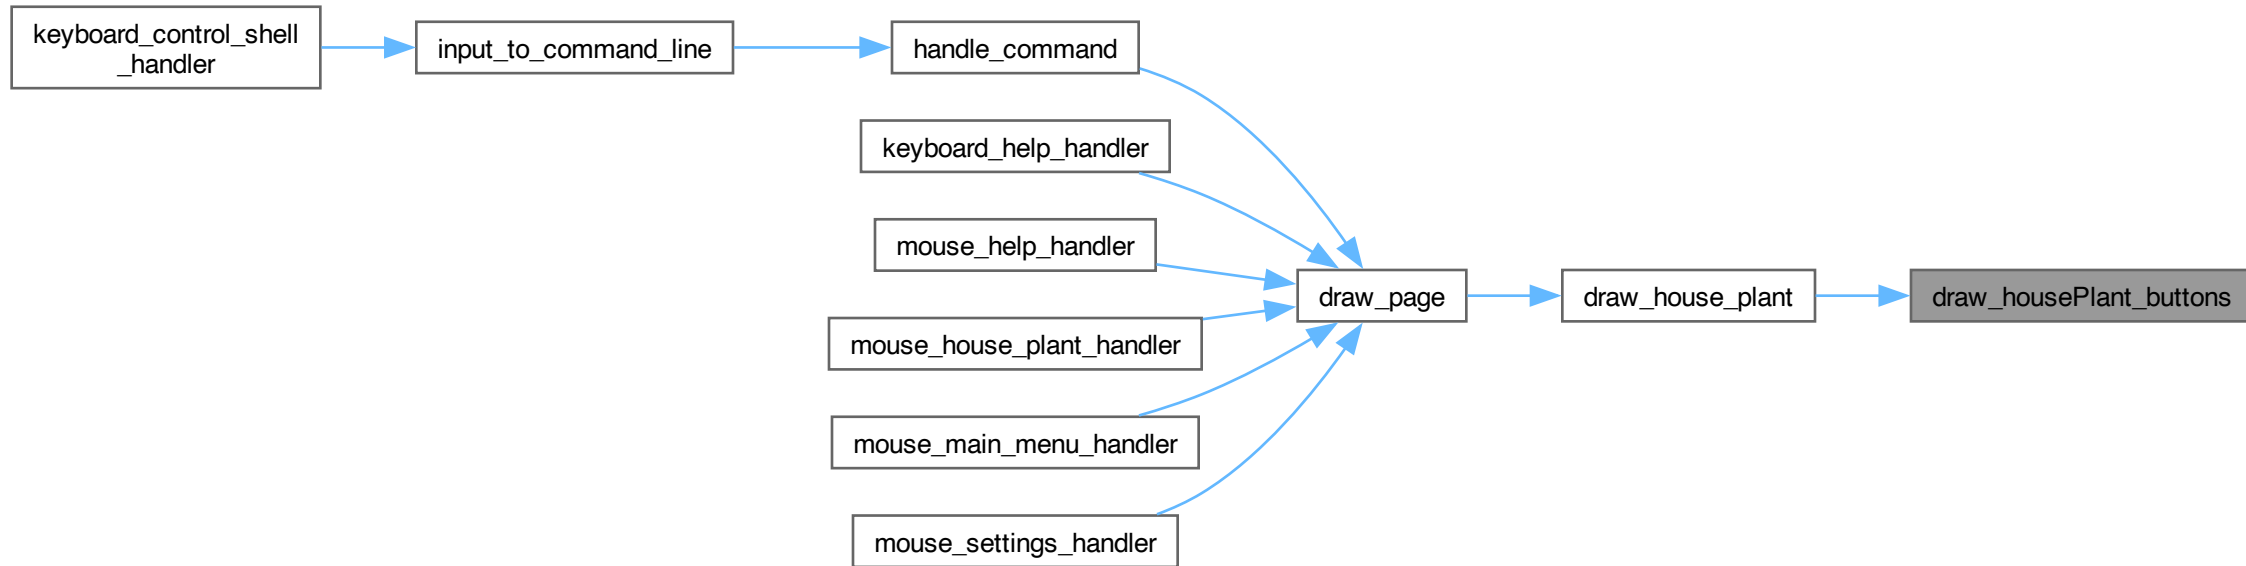 keyboard_control_shell
_handler
input_to_command_line
handle_command
keyboard_help_handler
mouse_help_handler
mouse_house_plant_handler
mouse_main_menu_handler
mouse_settings_handler
draw_page
draw_house_plant
draw_housePlant_buttons